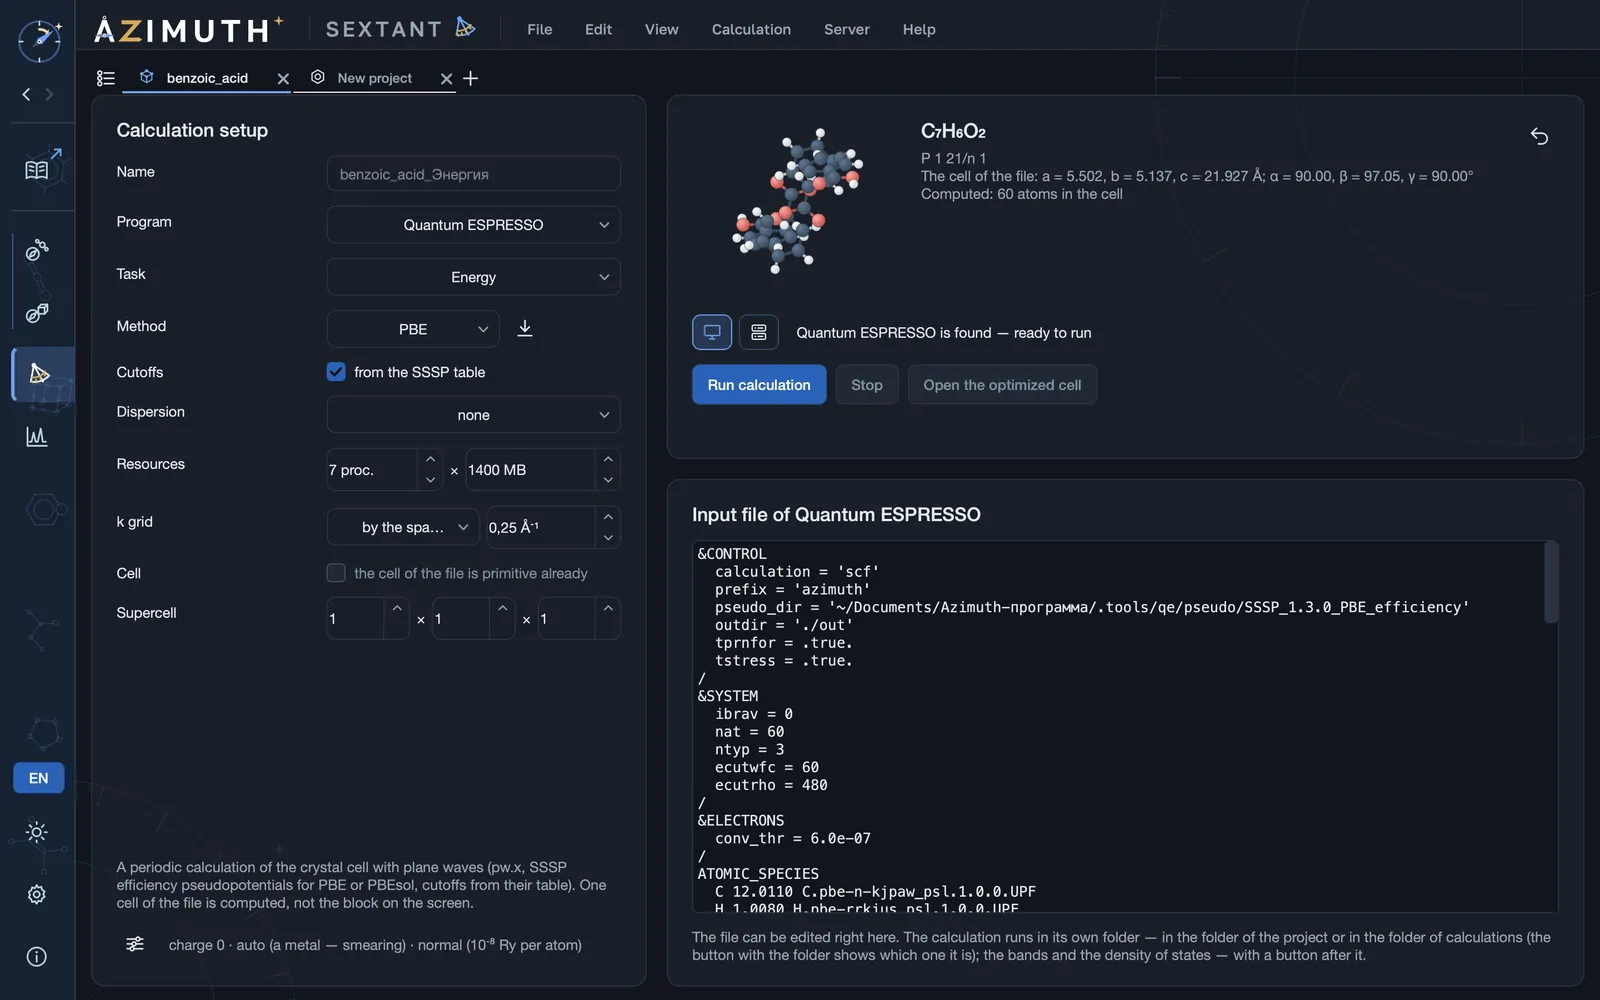 AZIMUTH
SEXTANT
File Edit View Calculation Server Help
benzoic_acid
New project
Calculation setup
Name
benzoic_acid_Энергия
Program
Quantum ESPRESSO
Task
Energy
Method
PBE
Cutoffs
from the SSSP table
Dispersion
none
Resources
7 proc. × 1400 MB
k grid
by the spa... 0,25 Å⁻¹
Cell
the cell of the file is primitive already
Supercell
1 × 1 × 1
A periodic calculation of the crystal cell with plane waves (pw.x, SSSP
efficiency pseudopotentials for PBE or PBEsol, cutoffs from their table). One
cell of the file is computed, not the block on the screen.
charge 0 · auto (a metal — smearing) · normal (10⁻⁸ Ry per atom)
EN
C₇H₆O₂
P 1 21/n 1
The cell of the file: a = 5.502, b = 5.137, c = 21.927 Å; α = 90.00, β = 97.05, γ = 90.00°
Computed: 60 atoms in the cell
Quantum ESPRESSO is found — ready to run
Run calculation
Stop
Open the optimized cell
Input file of Quantum ESPRESSO
&CONTROL
calculation = 'scf'
prefix = 'azimuth'
pseudo_dir = '~/Documents/Azimuth-программа/.tools/qe/pseudo/SSSP_1.3.0_PBE_efficiency'
outdir = './out'
tprnfor = .true.
tstress = .true.
/
&SYSTEM
ibrav = 0
nat = 60
ntyp = 3
ecutwfc = 60
ecutrho = 480
/
&ELECTRONS
conv_thr = 6.0e-07
/
ATOMIC_SPECIES
C 12.0110 C.pbe-n-kjpaw_psl.1.0.0.UPF
H 1.0080 H.pbe-rrkjus_psl.1.0.0.UPF
The file can be edited right here. The calculation runs in its own folder — in the folder of the project or in the folder of calculations (the
button with the folder shows which one it is); the bands and the density of states — with a button after it.